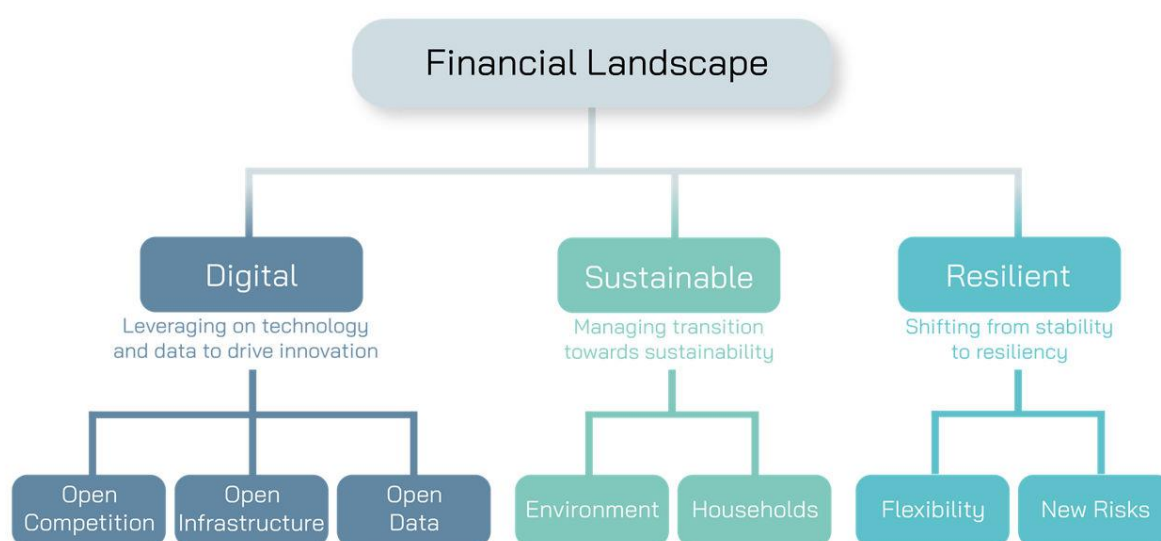 Financial Landscape
Digital
Leveraging on technology
and data to drive innovation
Sustainable
Managing transition
towards sustainability
Resilient
Shifting from stability
to resiliency
Open
Competition
Open
Infrastructure
Open
Data
Environment
Households
Flexibility
New Risks